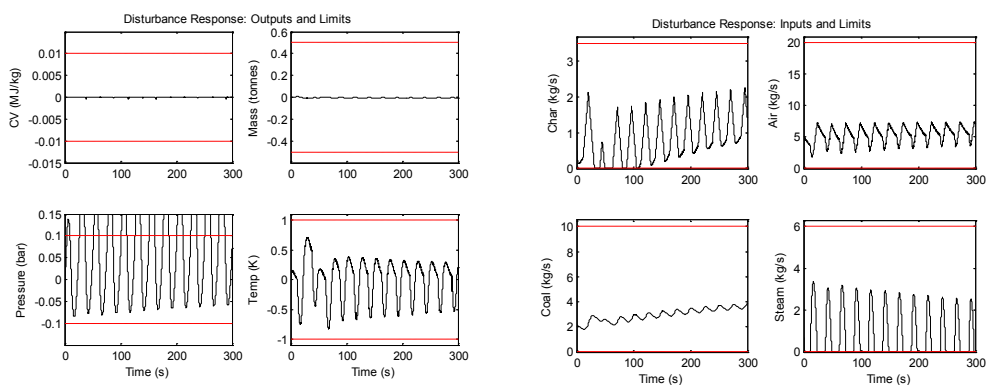 Disturbance Response: Outputs and Limits
CV (MJ/kg)
0.01
0.005
0
-0.005
-0.01
-0.015
0 100 200 300
Mass (tonnes)
0.6
0.4
0.2
0
-0.2
-0.4
0 100 200 300
Pressure (bar)
0.15
0.1
0.05
0
-0.05
-0.1
0 100 200 300
Time (s)
Temp (K)
1
0.5
0
-0.5
-1
0 100 200 300
Time (s)
Disturbance Response: Inputs and Limits
Char (kg/s)
3
2
1
0
0 100 200 300
Time (s)
Air (kg/s)
20
15
10
5
0
0 100 200 300
Time (s)
Coal (kg/s)
10
8
6
4
2
0
0 100 200 300
Time (s)
Steam (kg/s)
6
4
2
0
0 100 200 300
Time (s)